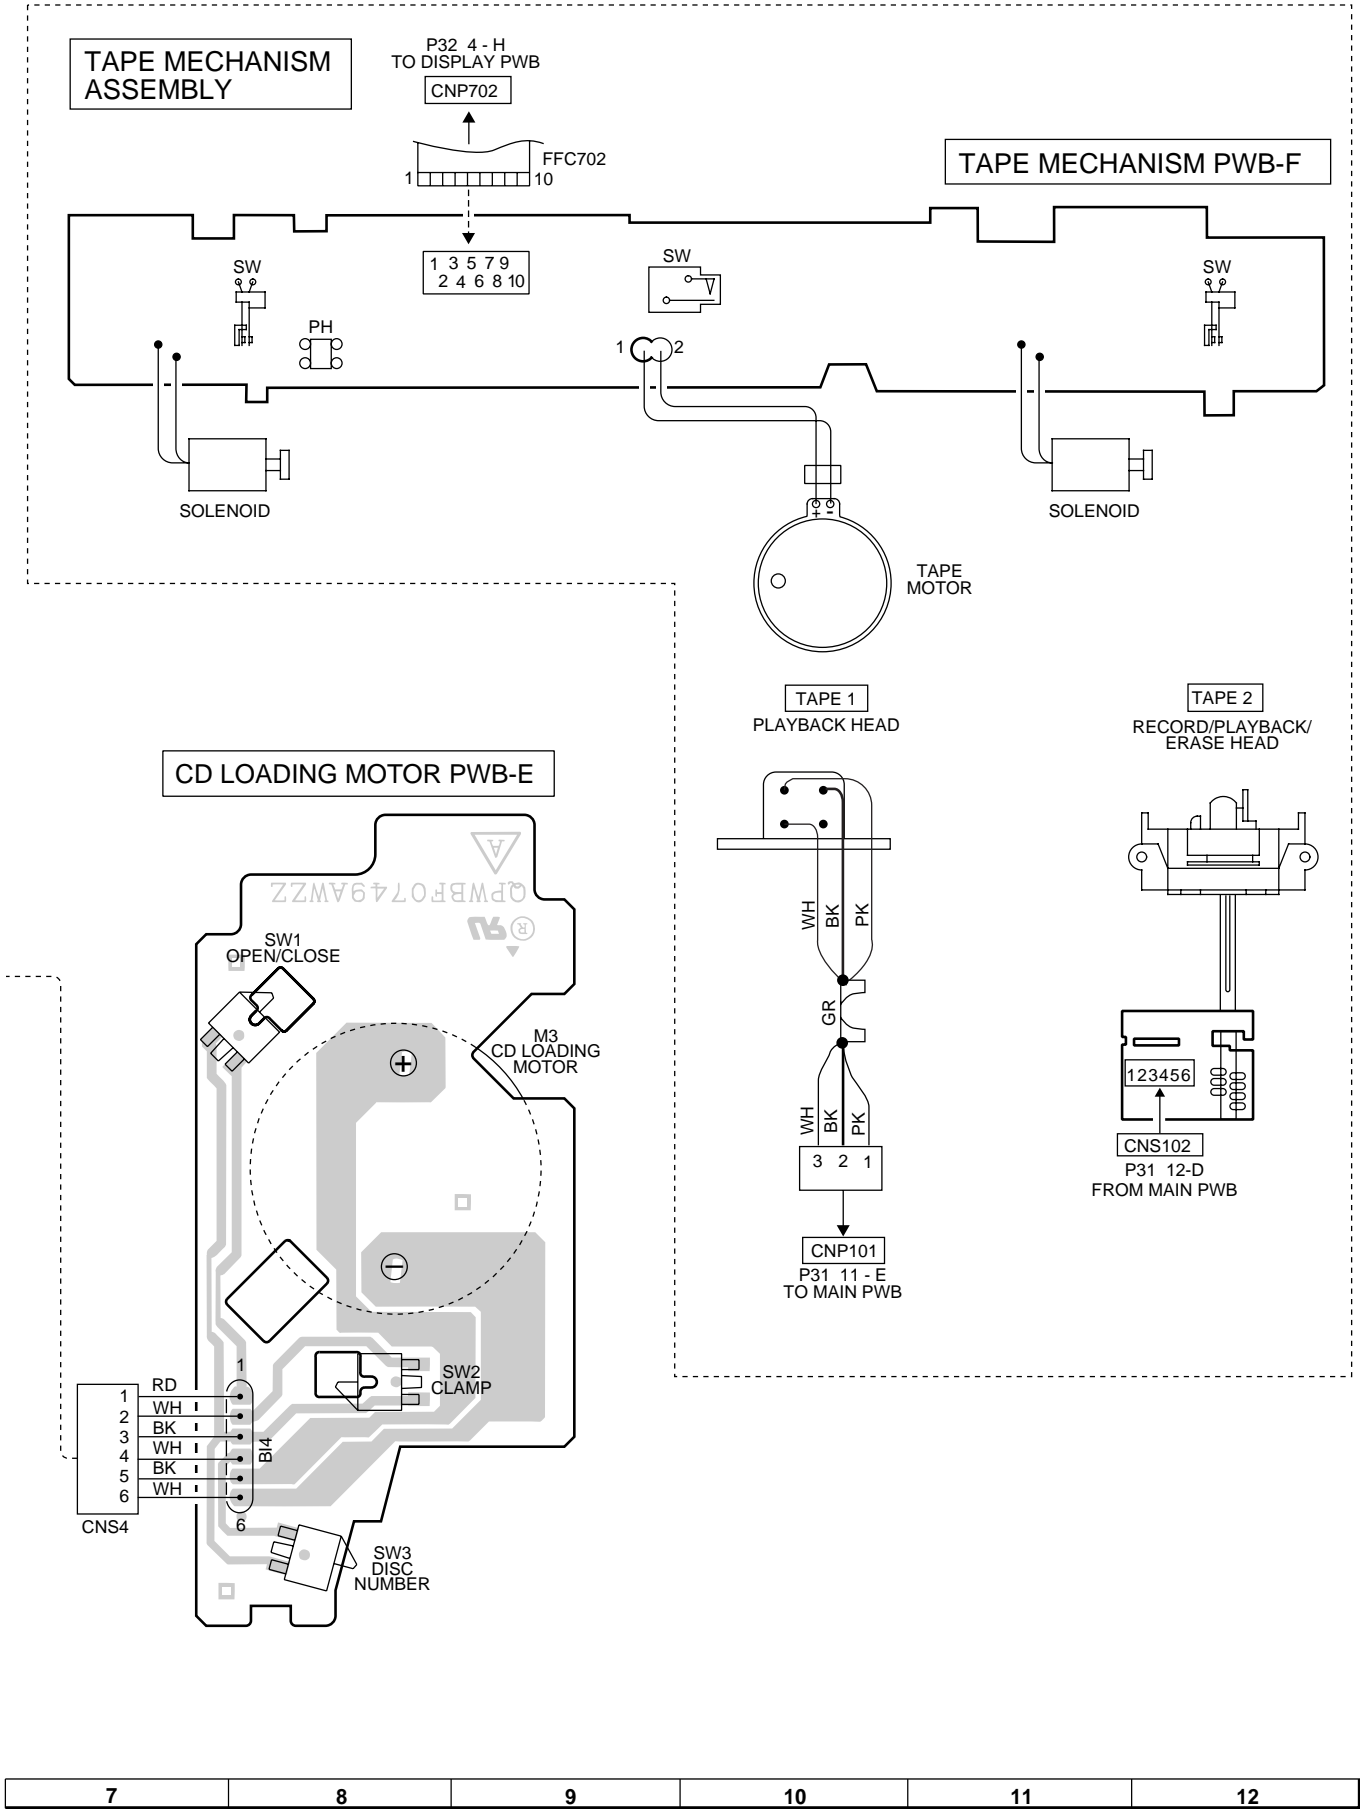 TAPE MECHANISM
ASSEMBLY
P32 4 - H
TO DISPLAY PWB
CNP702
FFC702
1
10
TAPE MECHANISM PWB-F
1 3 5 7 9
2 4 6 8 10
SW
PH
SW
1
2
SW
SOLENOID
+
-
SOLENOID
TAPE
MOTOR
TAPE 1
PLAYBACK HEAD
TAPE 2
RECORD/PLAYBACK/
ERASE HEAD
CD LOADING MOTOR PWB-E
A
QPWBF0749AWZZ
R
SW1
OPEN/CLOSE
M3
CD LOADING
MOTOR
+
−
WH
BK
PK
GR
WH
BK
PK
3 2 1
CNP101
P31 11 - E
TO MAIN PWB
123456
CNS102
P31 12-D
FROM MAIN PWB
SW2
CLAMP
1
1 RD
2 WH
3 BK
4 WH
5 BK
6 WH
BI4
6
CNS4
SW3
DISC
NUMBER
7 8 9 10 11 12